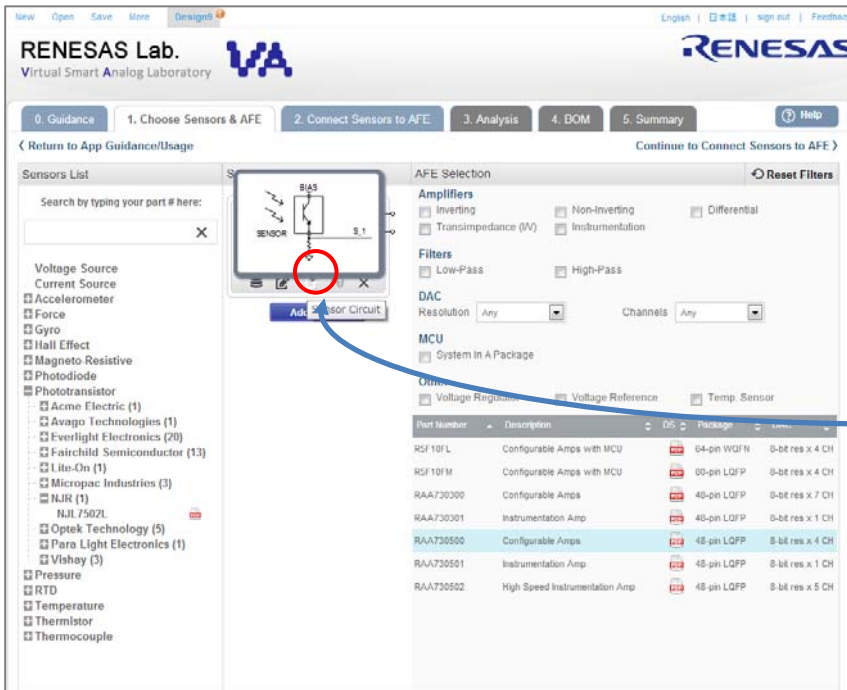 New Open Save More Design9
English | 日本語 | sign out | Feedbac
RENESAS Lab.
Virtual Smart Analog Laboratory
VA
RENESAS
0. Guidance
1. Choose Sensors & AFE
2. Connect Sensors to AFE
3. Analysis
4. BOM
5. Summary
Help
Return to App Guidance/Usage
Continue to Connect Sensors to AFE
Sensors List
Search by typing your part # here:
Voltage Source
Current Source
Accelerometer
Force
Gyro
Hall Effect
Magneto Resistive
Photodiode
Phototransistor
Acme Electric (1)
Avago Technologies (1)
Everlight Electronics (20)
Fairchild Semiconductor (13)
Lite-On (1)
Micropac Industries (3)
NJR (1)
NJL7502L
Optek Technology (5)
Para Light Electronics (1)
Vishay (3)
Pressure
RTD
Temperature
Thermistor
Thermocouple
S
BIAS
SENSOR
S_1
Sensor Circuit
Add
AFE Selection
Reset Filters
Amplifiers
Inverting Non-Inverting Differential
Transimpedance (I/V) Instrumentation
Filters
Low-Pass High-Pass
DAC
Resolution Any Channels Any
MCU
System In A Package
Other
Voltage Regulator Voltage Reference Temp. Sensor
Part Number Description DS Package DAC
R5F10FL Configurable Amps with MCU 64-pin WQFN 8-bit res x 4 CH
R5F10FM Configurable Amps with MCU 80-pin LQFP 8-bit res x 4 CH
RAA730300 Configurable Amps 48-pin LQFP 8-bit res x 7 CH
RAA730301 Instrumentation Amp 48-pin LQFP 8-bit res x 1 CH
RAA730500 Configurable Amps 48-pin LQFP 8-bit res x 4 CH
RAA730501 Instrumentation Amp 48-pin LQFP 8-bit res x 1 CH
RAA730502 High Speed Instrumentation Amp 48-pin LQFP 8-bit res x 5 CH